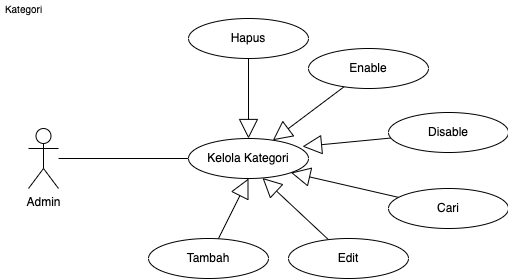 Kategori
Hapus
Enable
Disable
Kelola Kategori
Admin
Cari
Tambah
Edit